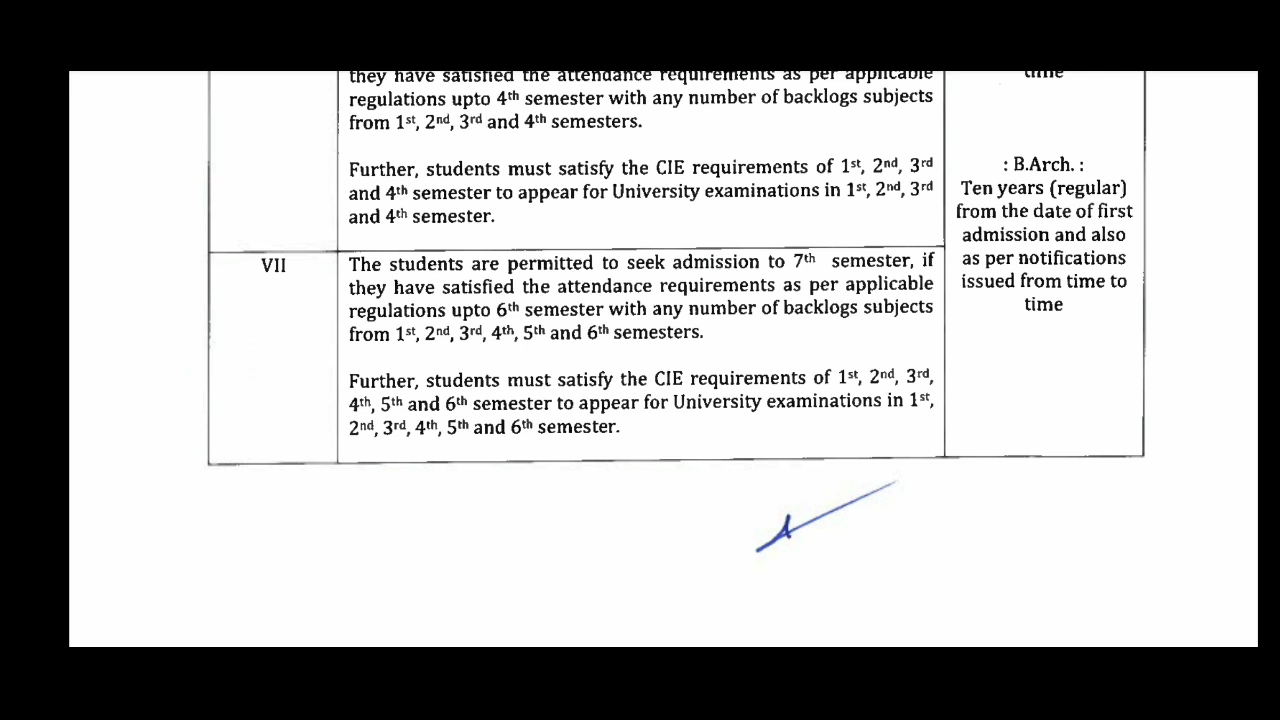 they have satisfied the attendance requirements as per applicable
regulations upto 4th semester with any number of backlogs subjects
from 1st, 2nd, 3rd and 4th semesters.
Further, students must satisfy the CIE requirements of 1st, 2nd, 3rd
and 4th semester to appear for University examinations in 1st, 2nd, 3rd
and 4th semester.
VII
The students are permitted to seek admission to 7th semester, if
they have satisfied the attendance requirements as per applicable
regulations upto 6th semester with any number of backlogs subjects
from 1st, 2nd, 3rd, 4th, 5th and 6th semesters.
Further, students must satisfy the CIE requirements of 1st, 2nd, 3rd,
4th, 5th and 6th semester to appear for University examinations in 1st,
2nd, 3rd, 4th, 5th and 6th semester.
time
: B.Arch. :
Ten years (regular)
from the date of first
admission and also
as per notifications
issued from time to
time